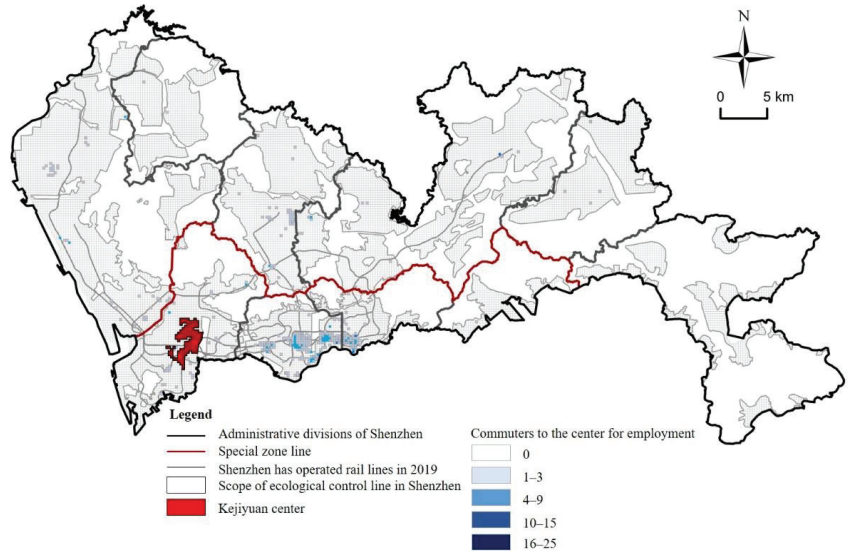 N
0 5 km
Legend
Administrative divisions of Shenzhen
Special zone line
Shenzhen has operated rail lines in 2019
Scope of ecological control line in Shenzhen
Kejiyuan center
Commuters to the center for employment
0
1–3
4–9
10–15
16–25